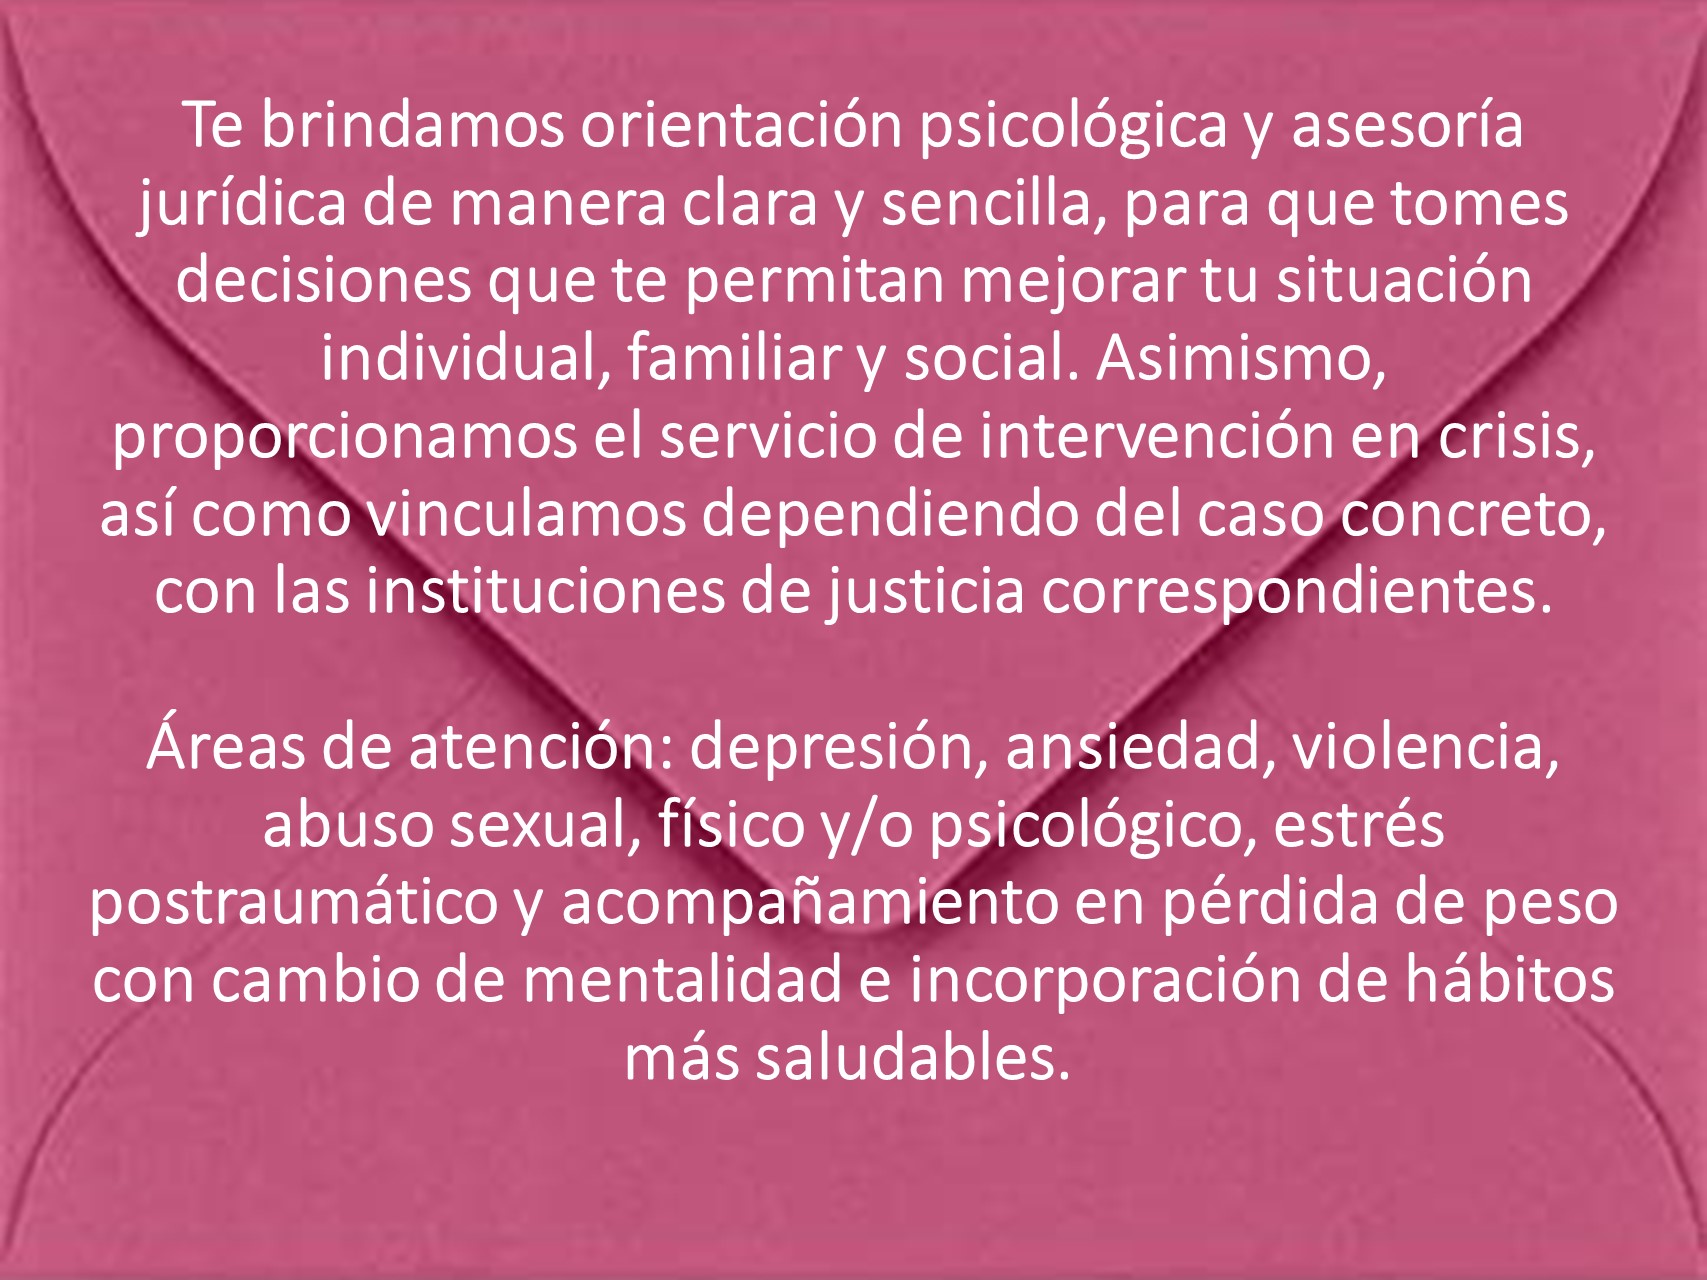 Te brindamos orientación psicológica y asesoría
jurídica de manera clara y sencilla, para que tomes
decisiones que te permitan mejorar tu situación
individual, familiar y social. Asimismo,
proporcionamos el servicio de intervención en crisis,
así como vinculamos dependiendo del caso concreto,
con las instituciones de justicia correspondientes.
Áreas de atención: depresión, ansiedad, violencia,
abuso sexual, físico y/o psicológico, estrés
postraumático y acompañamiento en pérdida de peso
con cambio de mentalidad e incorporación de hábitos
más saludables.